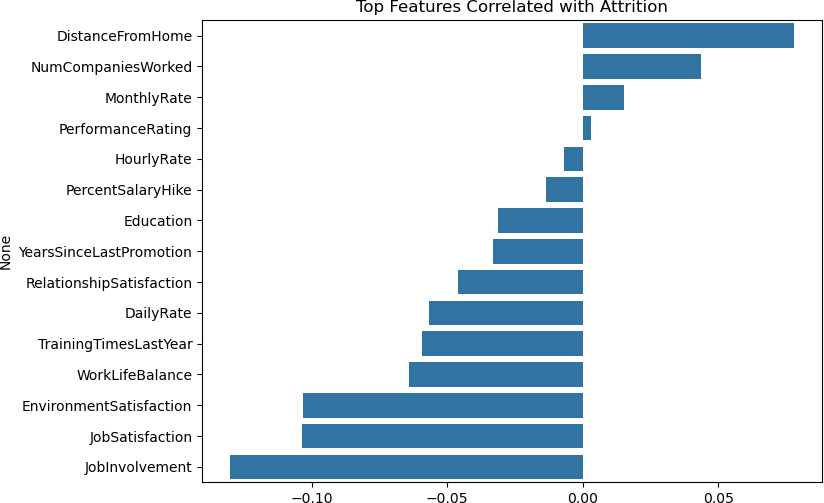 Top Features Correlated with Attrition
DistanceFromHome
NumCompaniesWorked
MonthlyRate
PerformanceRating
HourlyRate
PercentSalaryHike
Education
YearsSinceLastPromotion
RelationshipSatisfaction
DailyRate
TrainingTimesLastYear
WorkLifeBalance
EnvironmentSatisfaction
JobSatisfaction
JobInvolvement
None
−0.10 −0.05 0.00 0.05